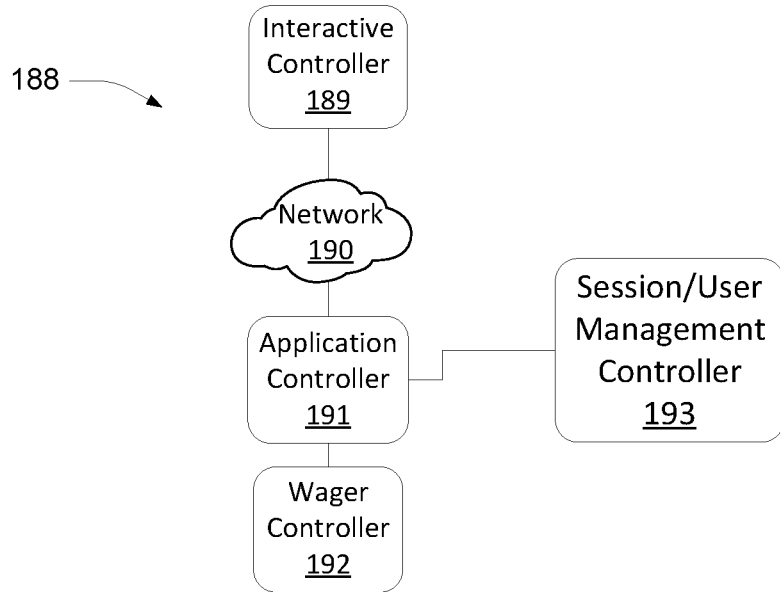 Interactive
Controller
189
188
Network
190
Application
Controller
191
Session/User
Management
Controller
193
Wager
Controller
192